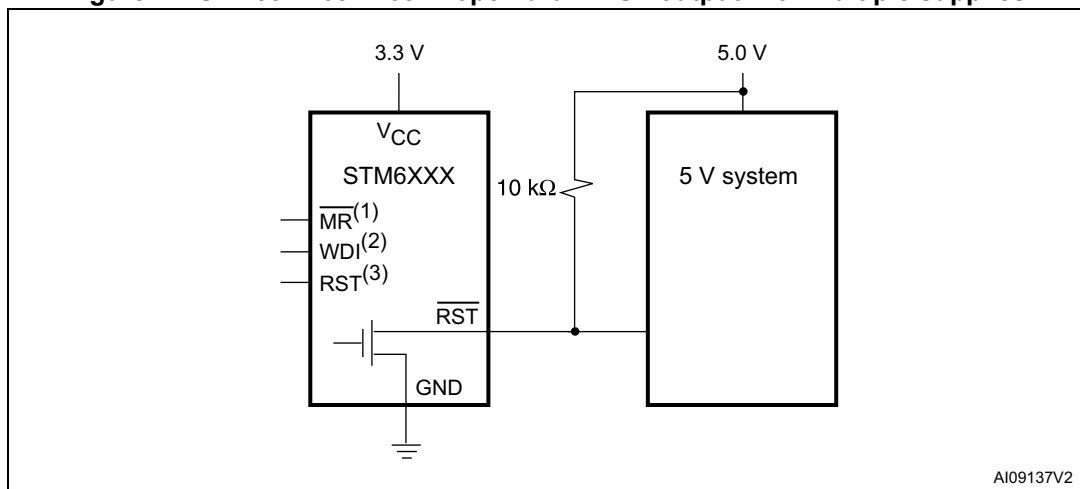 3.3 V
5.0 V
VCC
STM6XXX
10 kΩ
5 V system
MR(1)
WDI(2)
RST(3)
RST
GND
AI09137V2